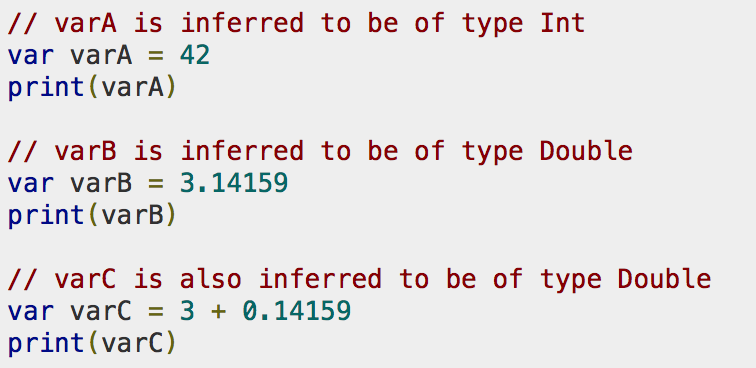 // varA is inferred to be of type Int
var varA = 42
print(varA)
// varB is inferred to be of type Double
var varB = 3.14159
print(varB)
// varC is also inferred to be of type Double
var varC = 3 + 0.14159
print(varC)